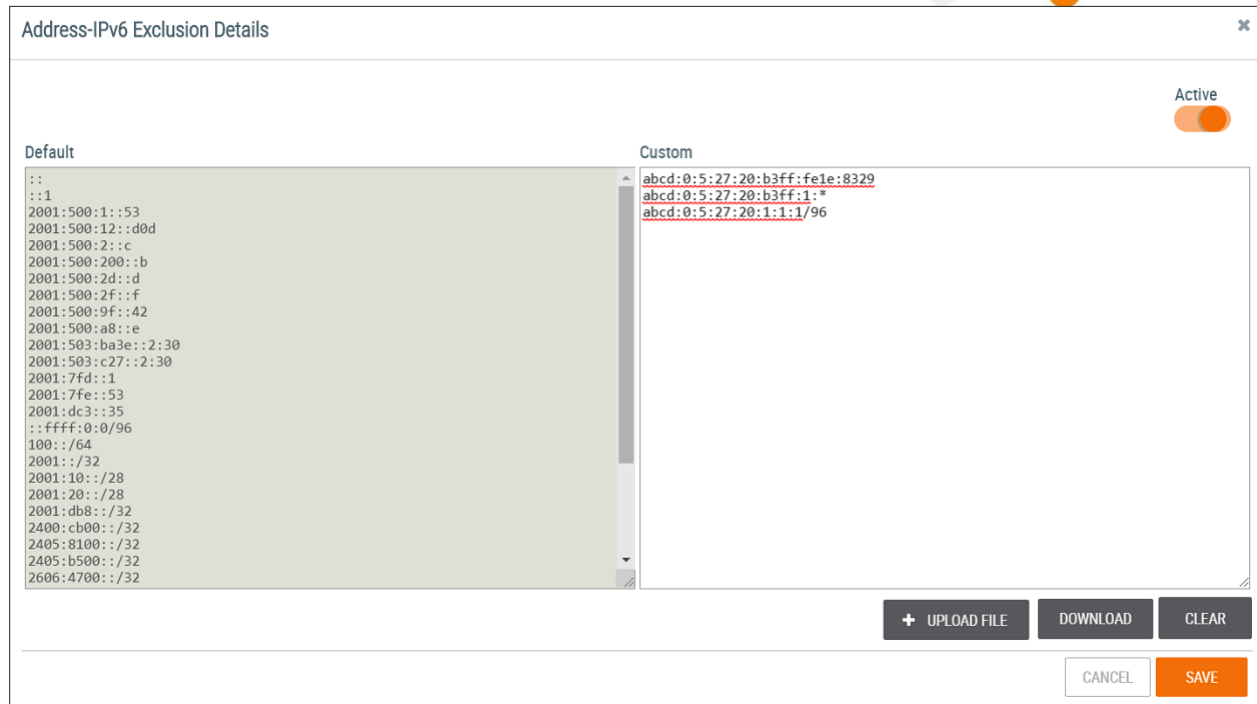 Address-IPv6 Exclusion Details
Active
Default
::
::1
2001:500:1::53
2001:500:12::d0d
2001:500:2::c
2001:500:200::b
2001:500:2d::d
2001:500:2f::f
2001:500:9f::42
2001:500:a8::e
2001:503:ba3e::2:30
2001:503:c27::2:30
2001:7fd::1
2001:7fe::53
2001:dc3::35
::ffff:0:0/96
100::/64
2001::/32
2001:10::/28
2001:20::/28
2001:db8::/32
2400:cb00::/32
2405:8100::/32
2405:b500::/32
2606:4700::/32
Custom
abcd:0:5:27:20:b3ff:fe1e:8329
abcd:0:5:27:20:b3ff:1:*
abcd:0:5:27:20:1:1:1/96
+ UPLOAD FILE
DOWNLOAD
CLEAR
CANCEL
SAVE